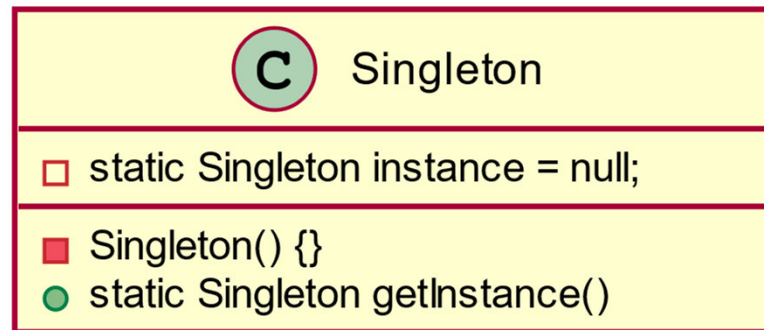 C Singleton
static Singleton instance = null;
Singleton() {}
static Singleton getInstance()